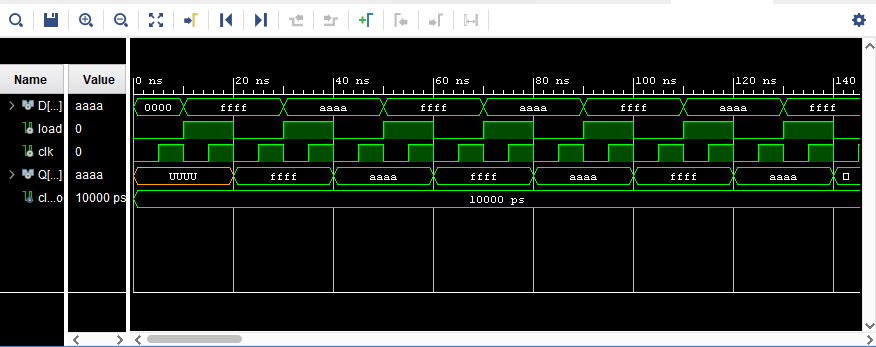 0 ns 20 ns 40 ns 60 ns 80 ns 100 ns 120 ns 140
Name Value
D[...] aaaa 0000 ffff aaaa ffff aaaa ffff aaaa ffff
load 0
clk 0
Q[...] aaaa UUUU ffff aaaa ffff aaaa ffff aaaa
cl...o 10000 ps 10000 ps